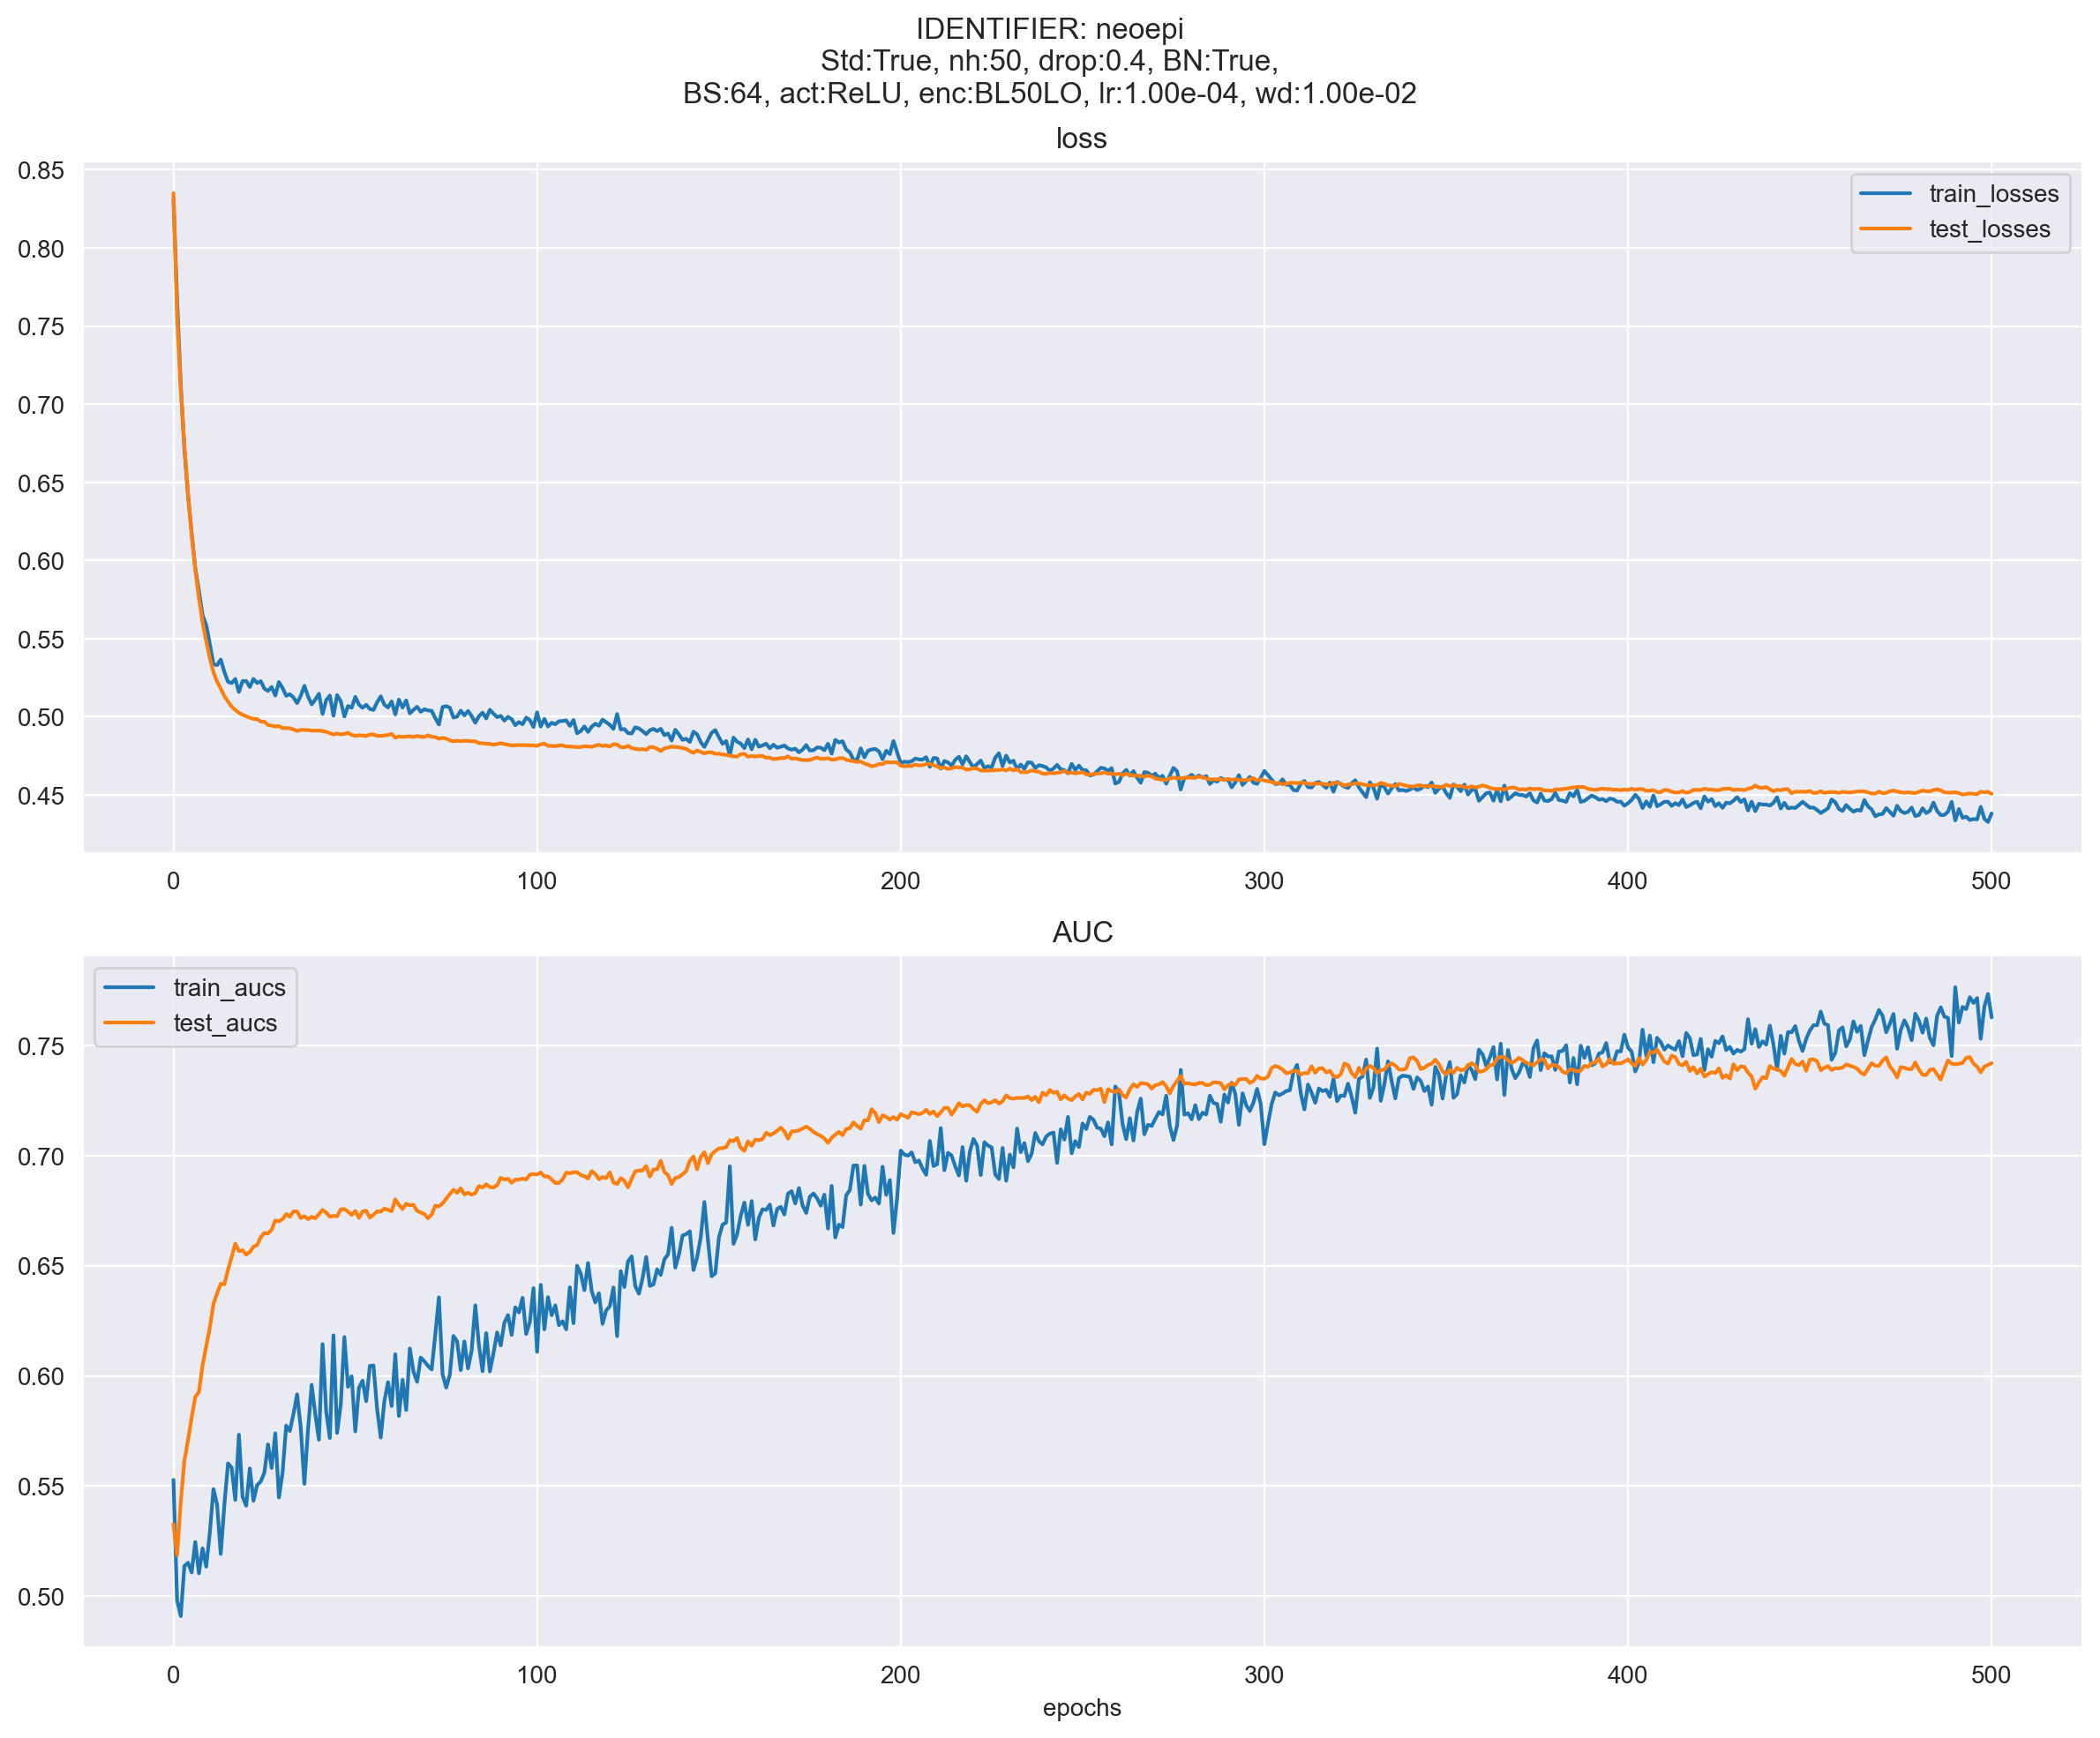 IDENTIFIER: neoepi
Std:True, nh:50, drop:0.4, BN:True,
BS:64, act:ReLU, enc:BL50LO, lr:1.00e-04, wd:1.00e-02
loss
0.85
0.80
0.75
0.70
0.65
0.60
0.55
0.50
0.45
train_losses
test_losses
0 100 200 300 400 500
AUC
train_aucs
test_aucs
0.75
0.70
0.65
0.60
0.55
0.50
0 100 200 300 400 500
epochs